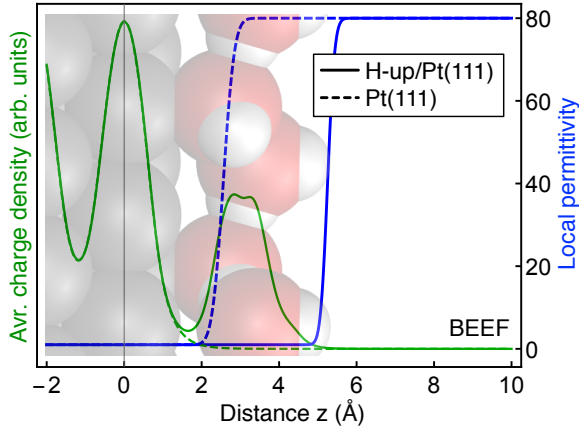 Avr. charge density (arb. units)
80
60
40
20
0
Local permittivity
H-up/Pt(111)
Pt(111)
BEEF
−2 0 2 4 6 8 10
Distance z (Å)